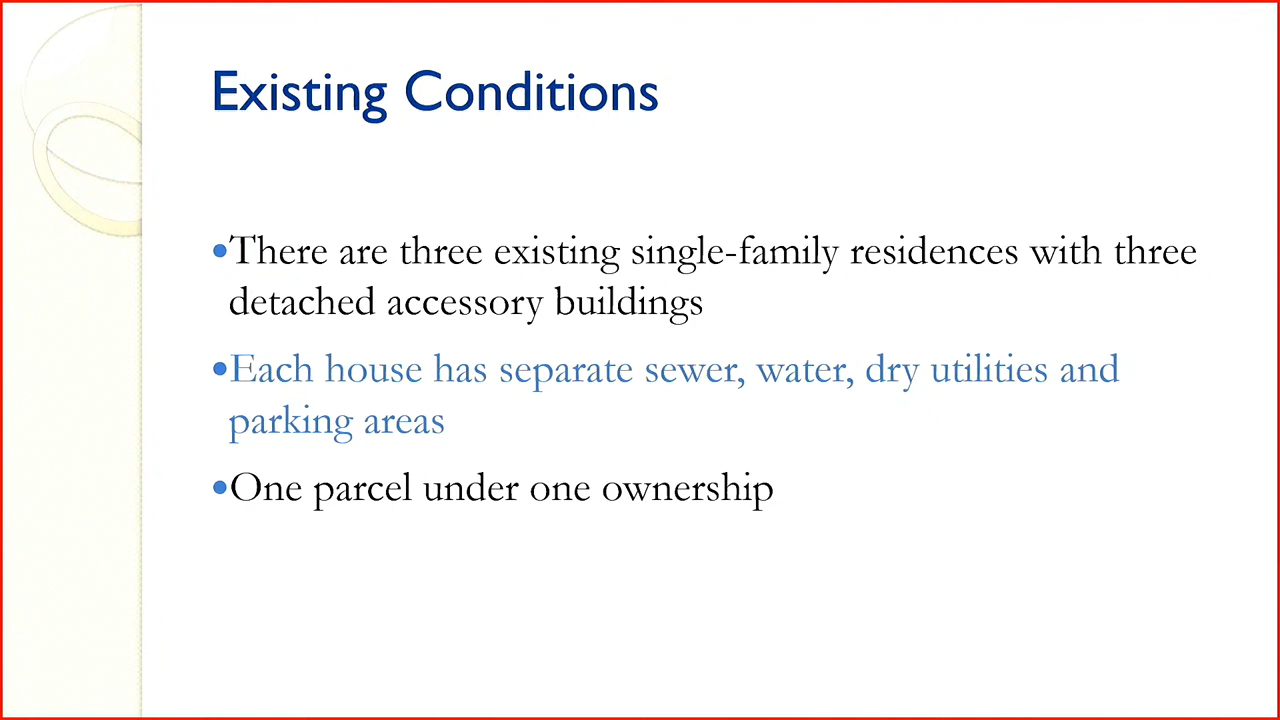 Existing Conditions
•There are three existing single-family residences with three
detached accessory buildings
•Each house has separate sewer, water, dry utilities and
parking areas
•One parcel under one ownership